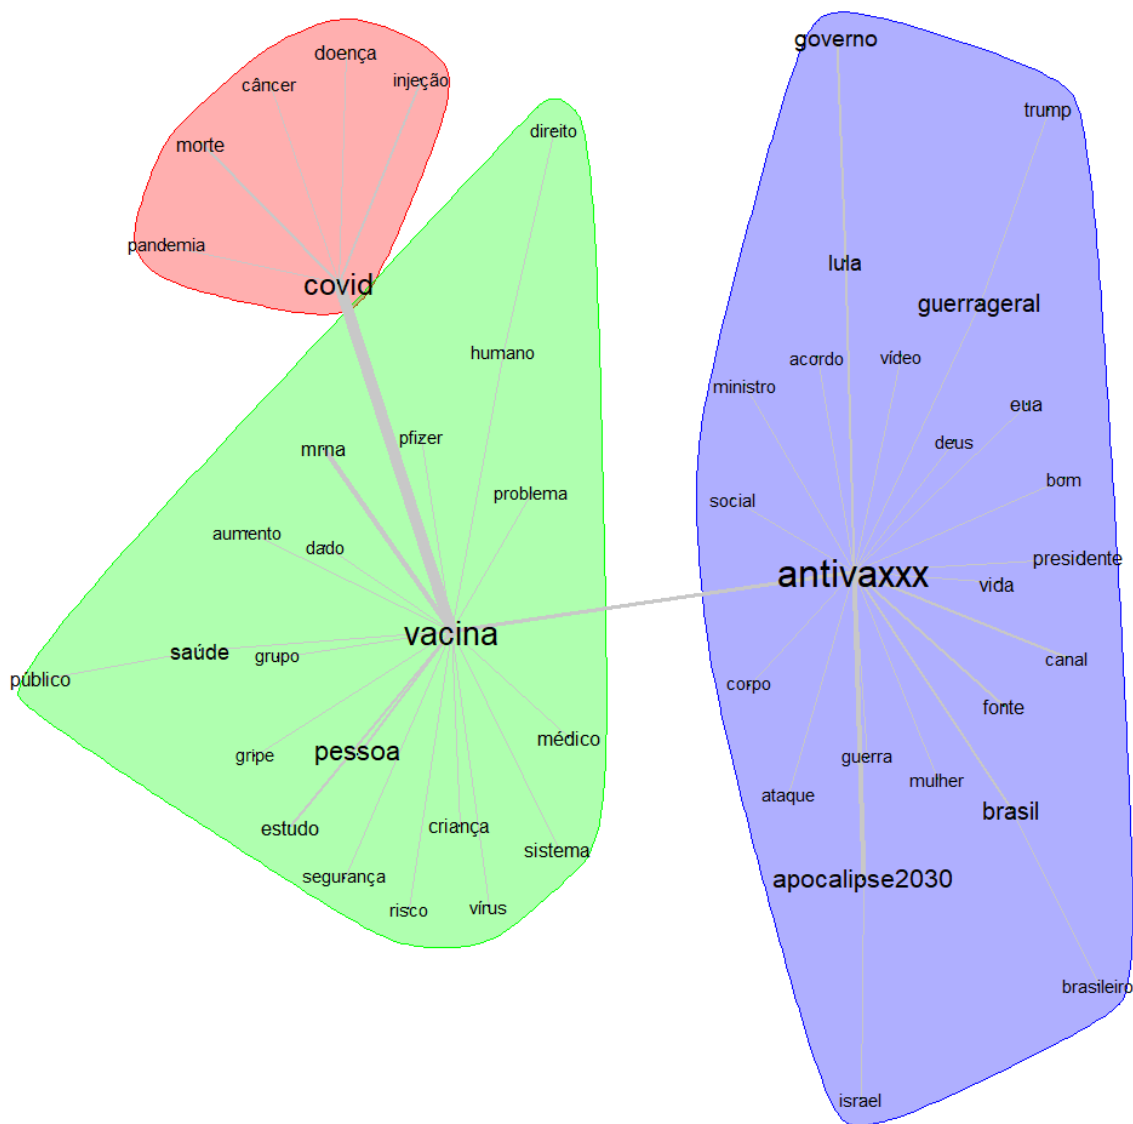 governo
doença
câncer
injeção
trump
direito
morte
pandemia
covid
lula
guerrageral
humano
acordo
vídeo
ministro
eua
pfizer
mrna
deus
bom
problema
social
aumento
dado
presidente
antivaxxx
vida
vacina
saúde
grupo
canal
público
corpo
fonte
médico
pessoa
gripe
guerra
mulher
ataque
brasil
estudo
criança
sistema
segurança
apocalipse2030
risco
vírus
brasileiro
israel